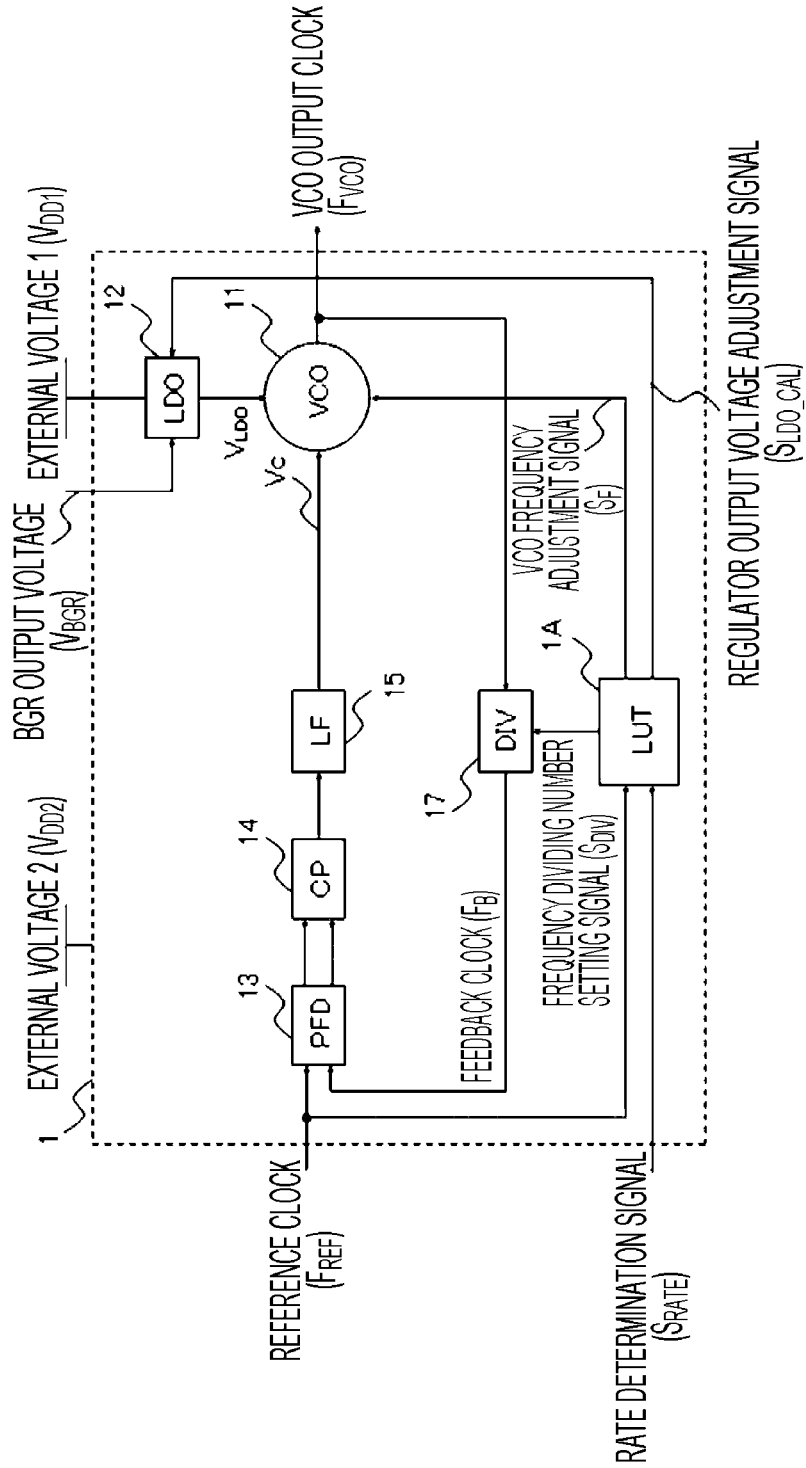 EXTERNAL VOLTAGE 2 (VDD2)
BGR OUTPUT VOLTAGE
(VBGR)
EXTERNAL VOLTAGE 1 (VDD1)
1
12
LDO
VLDO
11
VCO
VC
VCO OUTPUT CLOCK
(FVCO)
REFERENCE CLOCK
(FREF)
13
PFD
14
CP
LF
15
FEEDBACK CLOCK (FB)
17
DIV
FREQUENCY DIVIDING NUMBER
SETTING SIGNAL (SDIV)
1A
LUT
VCO FREQUENCY
ADJUSTMENT SIGNAL
(SF)
RATE DETERMINATION SIGNAL
(SRATE)
REGULATOR OUTPUT VOLTAGE ADJUSTMENT SIGNAL
(SLDO_CAL)